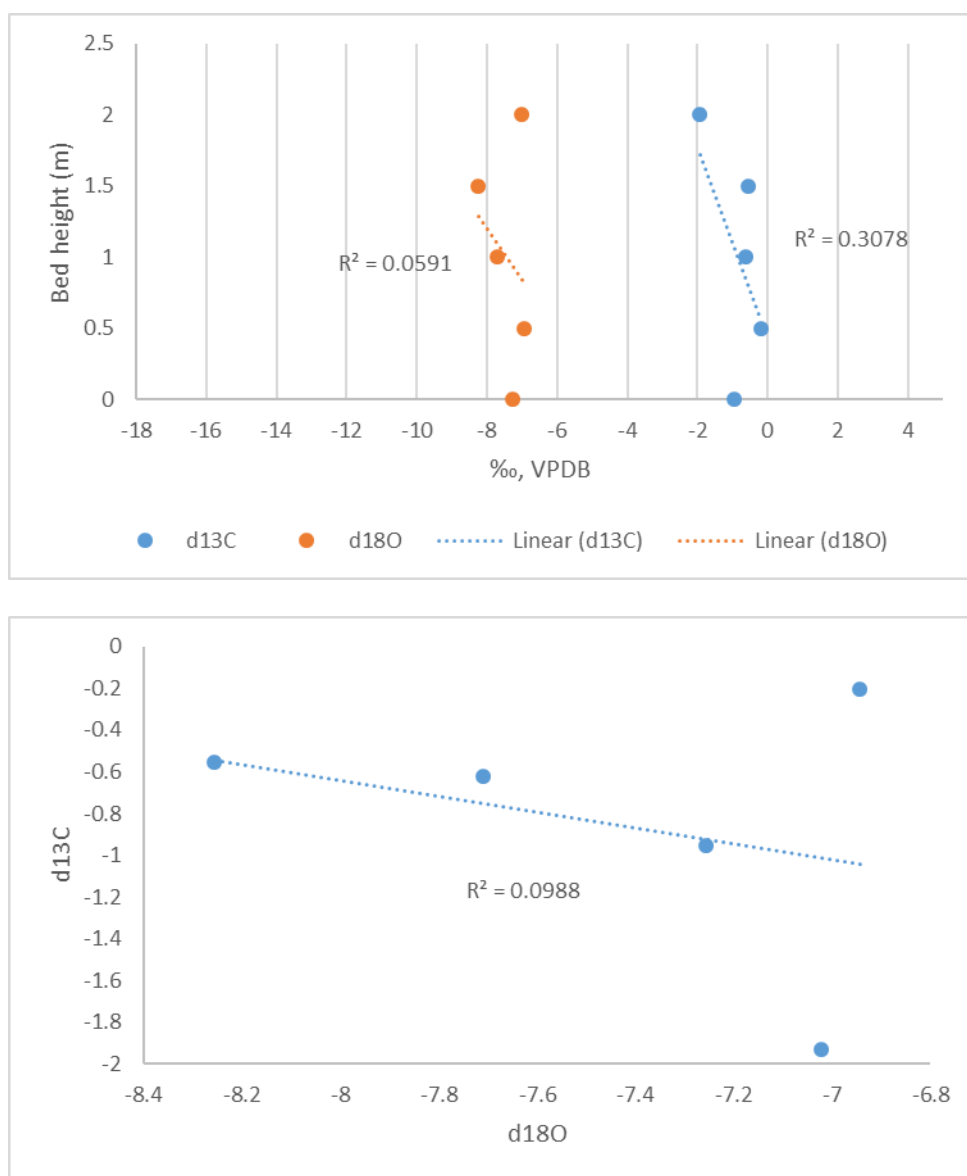 2.5
2
1.5
1
0.5
0
Bed height (m)
R² = 0.0591
R² = 0.3078
-18 -16 -14 -12 -10 -8 -6 -4 -2 0 2 4
‰, VPDB
d13C d18O Linear (d13C) Linear (d18O)
0
-0.2
-0.4
-0.6
-0.8
-1
-1.2
-1.4
-1.6
-1.8
-2
d13C
R² = 0.0988
-8.4 -8.2 -8 -7.8 -7.6 -7.4 -7.2 -7 -6.8
d18O